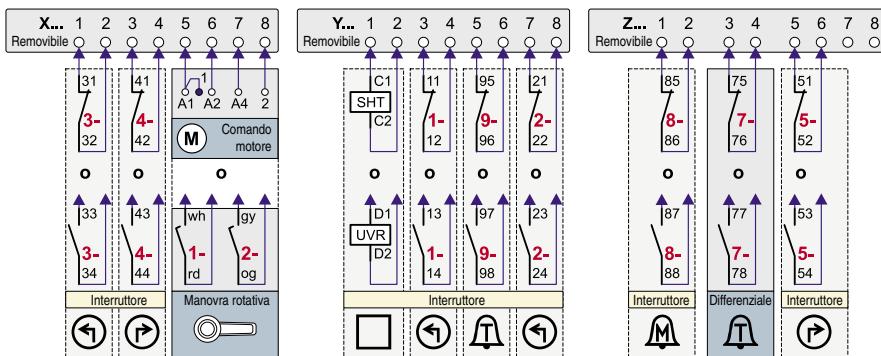 X... 1 2 3 4 5 6 7 8
Removibile
Y... 1 2 3 4 5 6 7 8
Removibile
Z... 1 2 3 4 5 6 7 8
Removibile
31
3-
32
41
4-
42
1
A1 A2 A4 2
M Comando
motore
C1
SHT
C2
11
1-
12
95
9-
96
21
2-
22
85
8-
86
75
7-
76
51
5-
52
o o o o o o o o o o
33
3-
34
43
4-
44
wh
1-
rd
gy
2-
og
D1
UVR
D2
13
1-
14
97
9-
98
23
2-
24
87
8-
88
77
7-
78
53
5-
54
Interruttore
Manovra rotativa
Interruttore
Interruttore
Differenziale
Interruttore
T
M
T